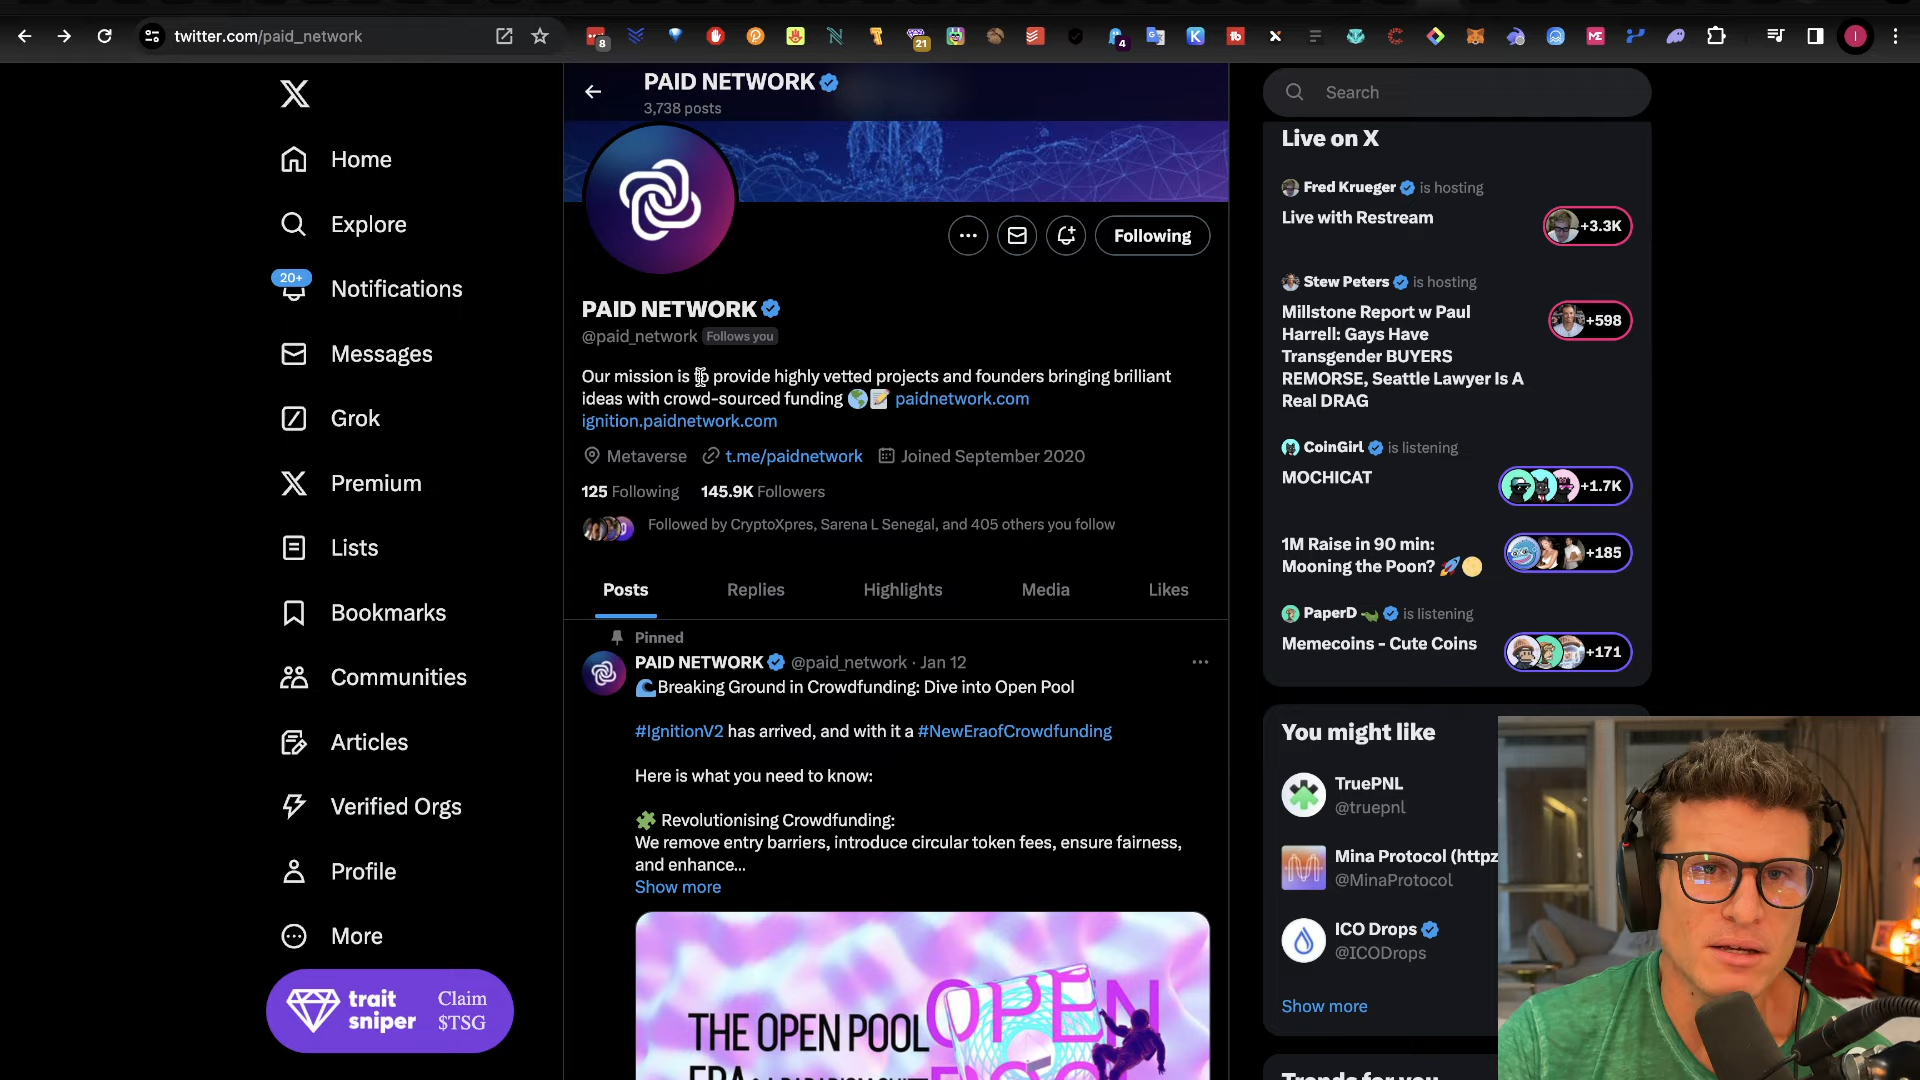 twitter.com/paid_network
8
21
4
I
Home
Explore
20+
Notifications
Messages
Grok
Premium
Lists
Bookmarks
Communities
Articles
Verified Orgs
Profile
More
trait
sniper
Claim
$TSG
PAID NETWORK
3,738 posts
Following
PAID NETWORK
@paid_network Follows you
Our mission is to provide highly vetted projects and founders bringing brilliant
ideas with crowd-sourced funding 🌎📝 paidnetwork.com
ignition.paidnetwork.com
Metaverse t.me/paidnetwork Joined September 2020
125 Following 145.9K Followers
Followed by CryptoXpres, Sarena L Senegal, and 405 others you follow
Posts Replies Highlights Media Likes
Pinned
PAID NETWORK @paid_network · Jan 12
🌊Breaking Ground in Crowdfunding: Dive into Open Pool
#IgnitionV2 has arrived, and with it a #NewEraofCrowdfunding
Here is what you need to know:
🧩 Revolutionising Crowdfunding:
We remove entry barriers, introduce circular token fees, ensure fairness,
and enhance...
Show more
THE OPEN POOL
OPEN
Search
Live on X
Fred Krueger is hosting
Live with Restream
+3.3K
Stew Peters is hosting
Millstone Report w Paul
Harrell: Gays Have
Transgender BUYERS
REMORSE, Seattle Lawyer Is A
Real DRAG
+598
CoinGirl is listening
MOCHICAT
+1.7K
1M Raise in 90 min:
Mooning the Poon? 🚀🌕
+185
PaperD 🐊 is listening
Memecoins - Cute Coins
+171
You might like
TruePNL
@truepnl
Mina Protocol (httpz
@MinaProtocol
ICO Drops
@ICODrops
Show more
Trends for you